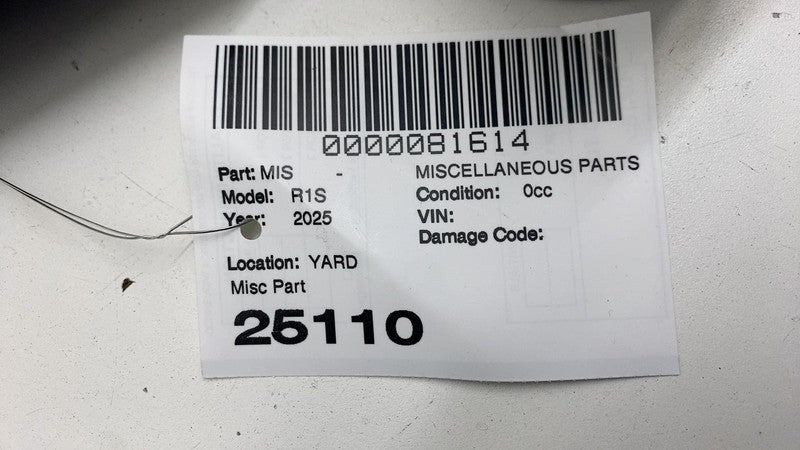 0000081614
Part: MIS - MISCELLANEOUS PARTS
Model: R1S Condition: 0cc
Year: 2025 VIN:
Damage Code:
Location: YARD
Misc Part
25110